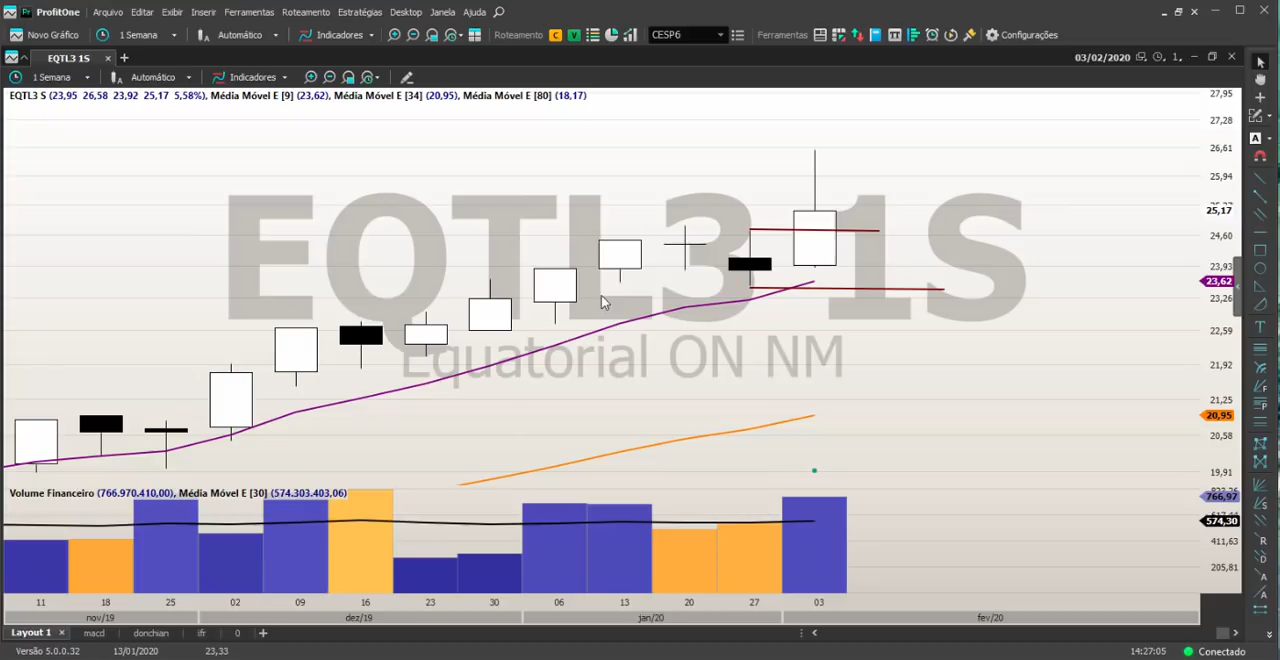 ProfitOne Arquivo Editar Exibir Inserir Ferramentas Roteamento Estratégias Desktop Janela Ajuda
Novo Gráfico 1 Semana Automático Indicadores Roteamento C V CESP6 Ferramentas Configurações
EQTL3 1S 03/02/2020 1
1 Semana Automático Indicadores
EQTL3 S (23,95 26,58 23,92 25,17 5,58%), Média Móvel E [9] (23,62), Média Móvel E [34] (20,95), Média Móvel E [80] (18,17)
27,95
27,28
26,61
25,94
25,17
24,60
23,93
23,62
23,26
22,59
21,92
21,25
20,95
20,58
19,91
EQTL3 1S
Equatorial ON NM
Volume Financeiro (766.970.410,00), Média Móvel E [30] (574.303.403,06)
766,97
574,30
411,63
205,81
11 18 25 02 09 16 23 30 06 13 20 27 03
nov/19 dez/19 jan/20 fev/20
Layout 1 macd donchian ifr 0
Versão 5.0.0.32 13/01/2020 23,33 14:27:05 Conectado